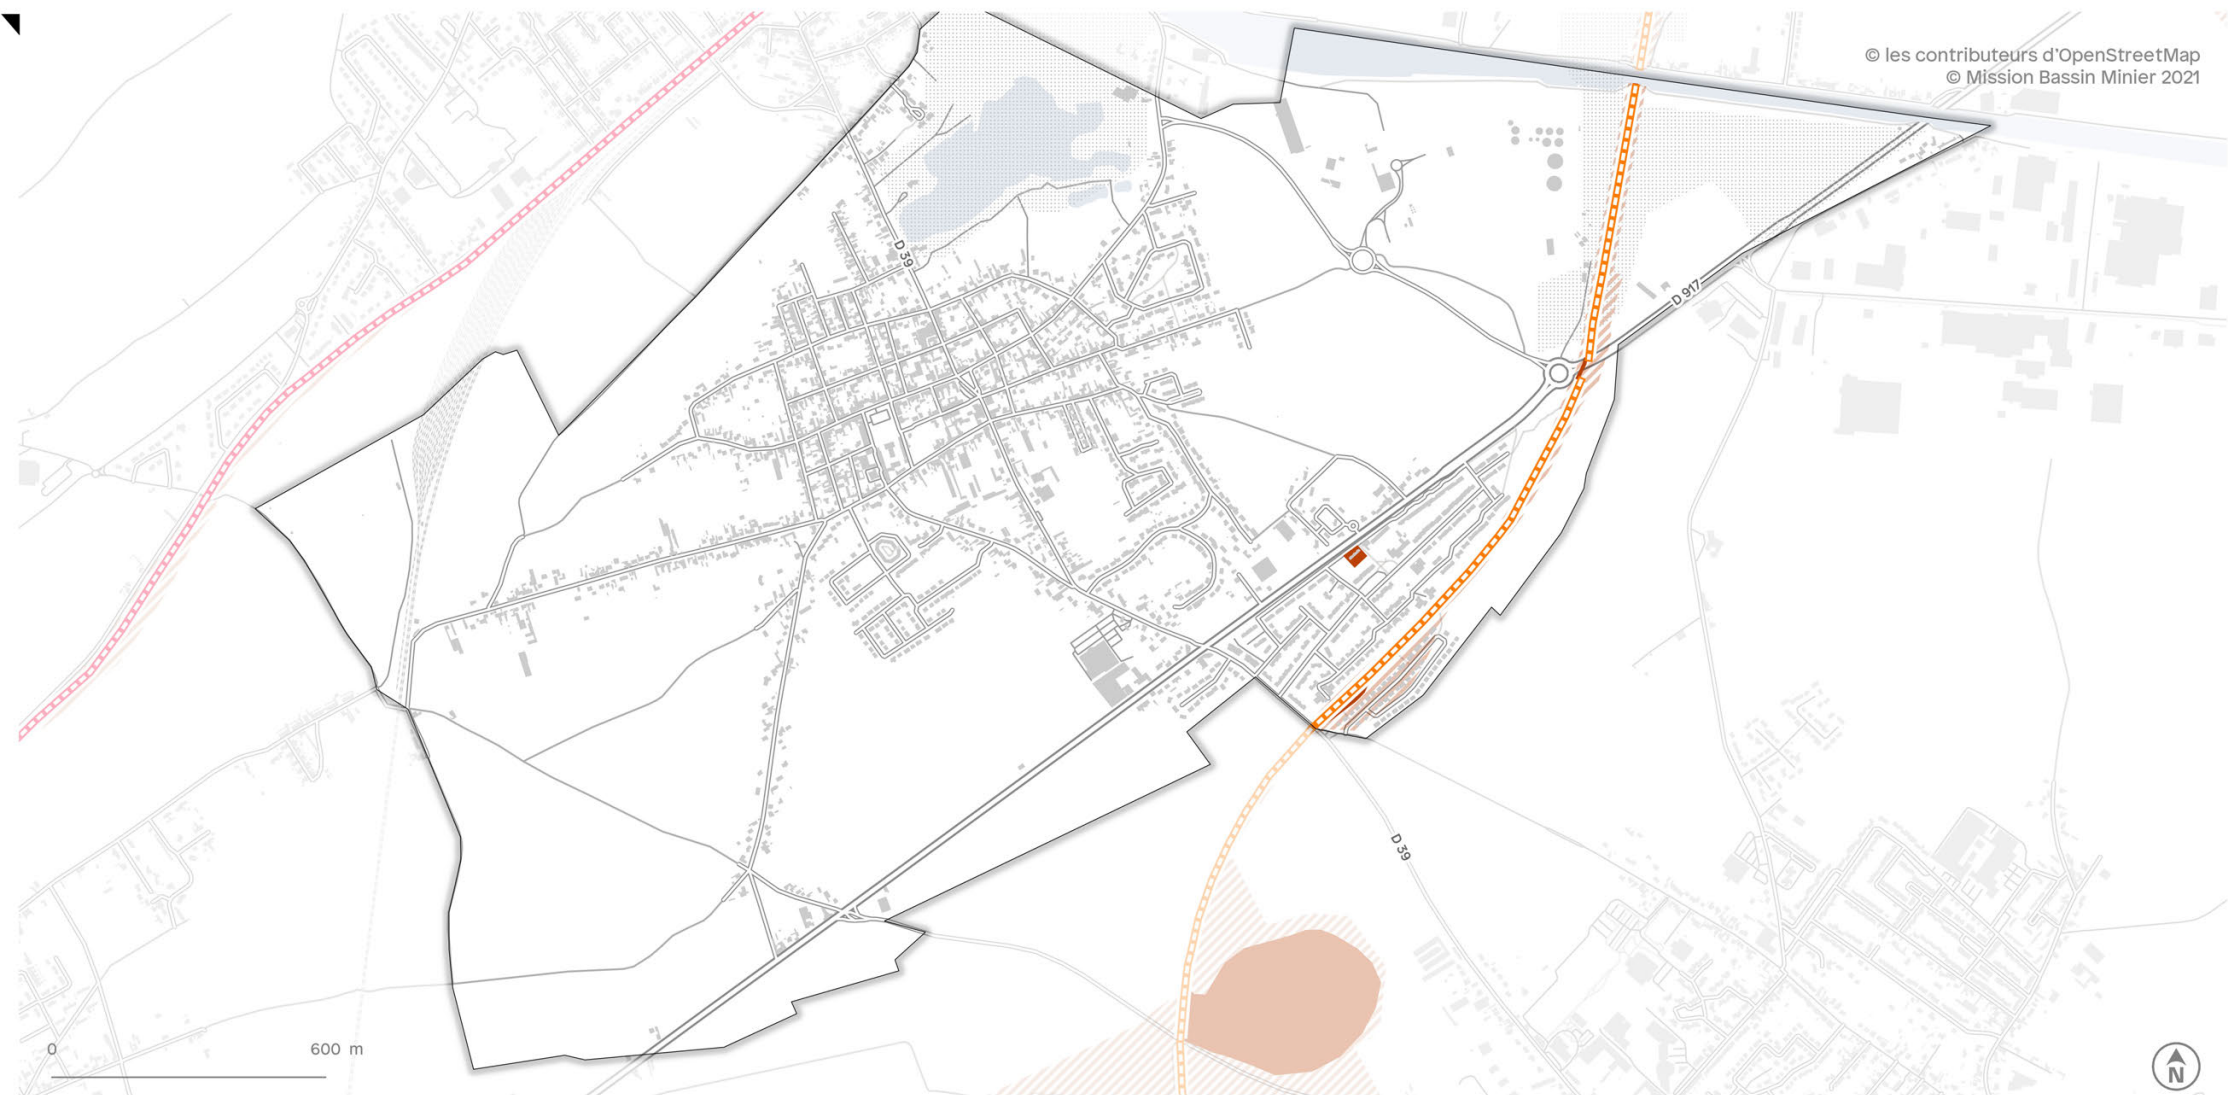 © les contributeurs d'OpenStreetMap
© Mission Bassin Minier 2021
D 39
D 917
D 39
0
600 m
N